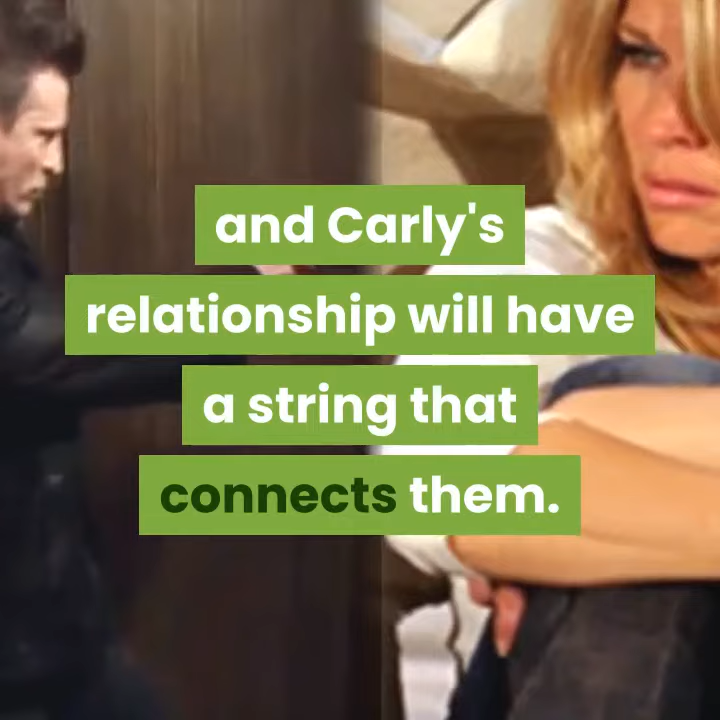 and Carly's
relationship will have
a string that
connects them.